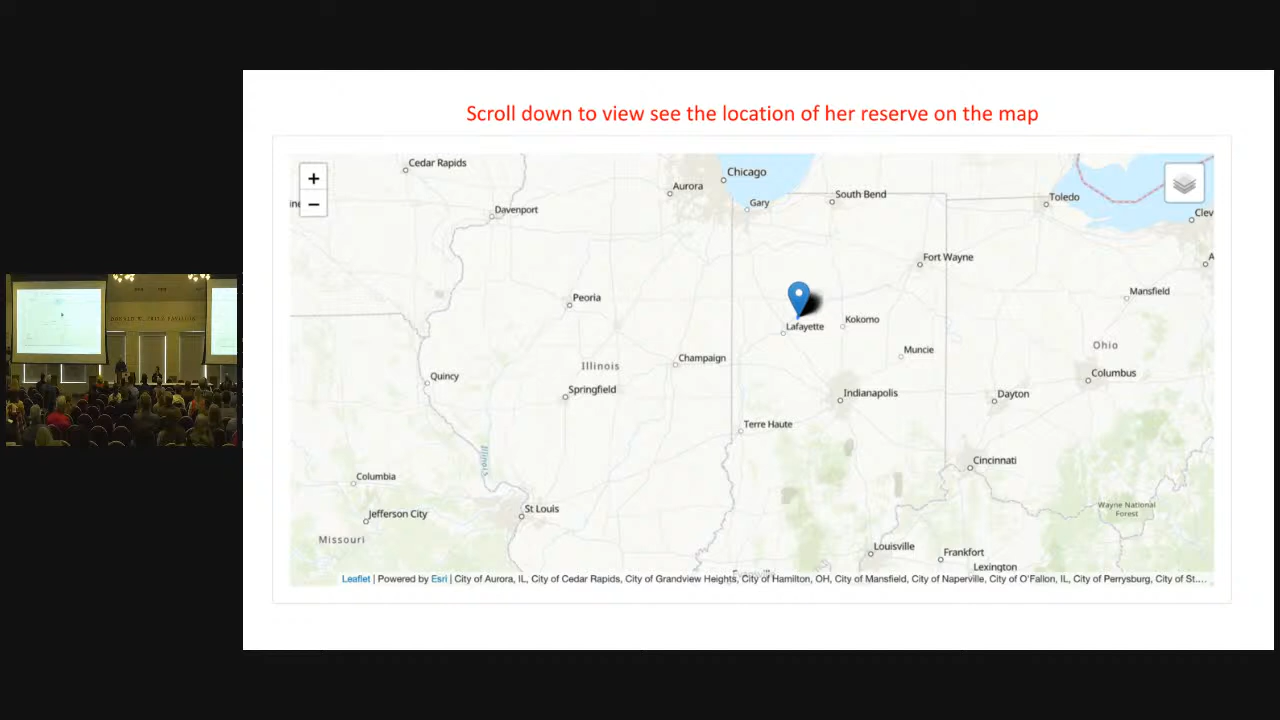 Scroll down to view see the location of her reserve on the map
+
−
Cedar Rapids
Chicago
Aurora
South Bend
Toledo
Gary
Davenport
Clev
Fort Wayne
A
Peoria
Mansfield
Lafayette
Kokomo
Ohio
Muncie
Champaign
Illinois
Columbus
Quincy
Springfield
Indianapolis
Dayton
Terre Haute
Illinois
Cincinnati
Columbia
St Louis
Wayne National
Forest
Jefferson City
Missouri
Louisville
Frankfort
Lexington
Leaflet | Powered by Esri | City of Aurora, IL, City of Cedar Rapids, City of Grandview Heights, City of Hamilton, OH, City of Mansfield, City of Naperville, City of O'Fallon, IL, City of Perrysburg, City of St....